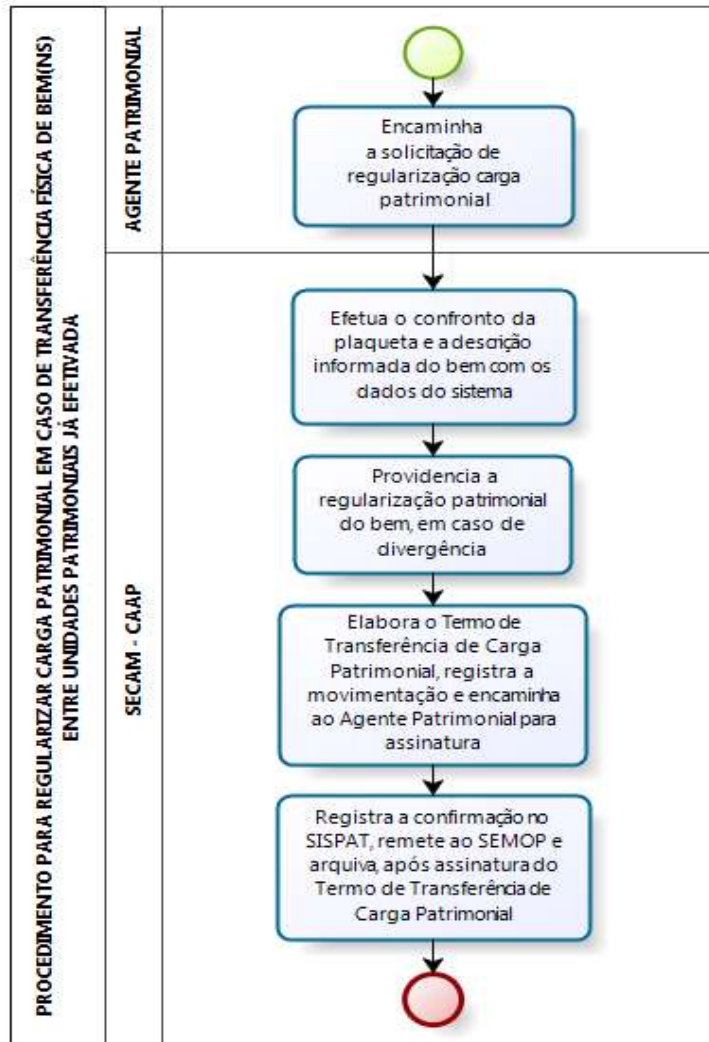 PROCEDIMENTO PARA REGULARIZAR CARGA PATRIMONIAL EM CASO DE TRANSFERÊNCIA FÍSICA DE BEM(NS)
ENTRE UNIDADES PATRIMONIAIS JÁ EFETIVADA
AGENTE PATRIMONIAL
Encaminha
a solicitação de
regularização carga
patrimonial
SECAM - CAAP
Efetua o confronto da
plaqueta e a descrição
informada do bem com os
dados do sistema
Providencia a
regularização patrimonial
do bem, em caso de
divergência
Elabora o Termo de
Transferência de Carga
Patrimonial, registra a
movimentação e encaminha
ao Agente Patrimonial para
assinatura
Registra a confirmação no
SISPAT, remete ao SEMOP e
arquiva, após assinatura do
Termo de Transferência de
Carga Patrimonial